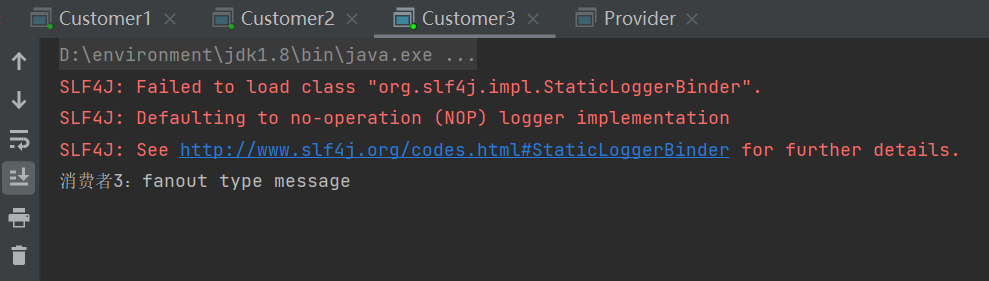 Customer1 Customer2 Customer3 Provider
D:\environment\jdk1.8\bin\java.exe ...
SLF4J: Failed to load class "org.slf4j.impl.StaticLoggerBinder".
SLF4J: Defaulting to no-operation (NOP) logger implementation
SLF4J: See http://www.slf4j.org/codes.html#StaticLoggerBinder for further details.
消费者3：fanout type message